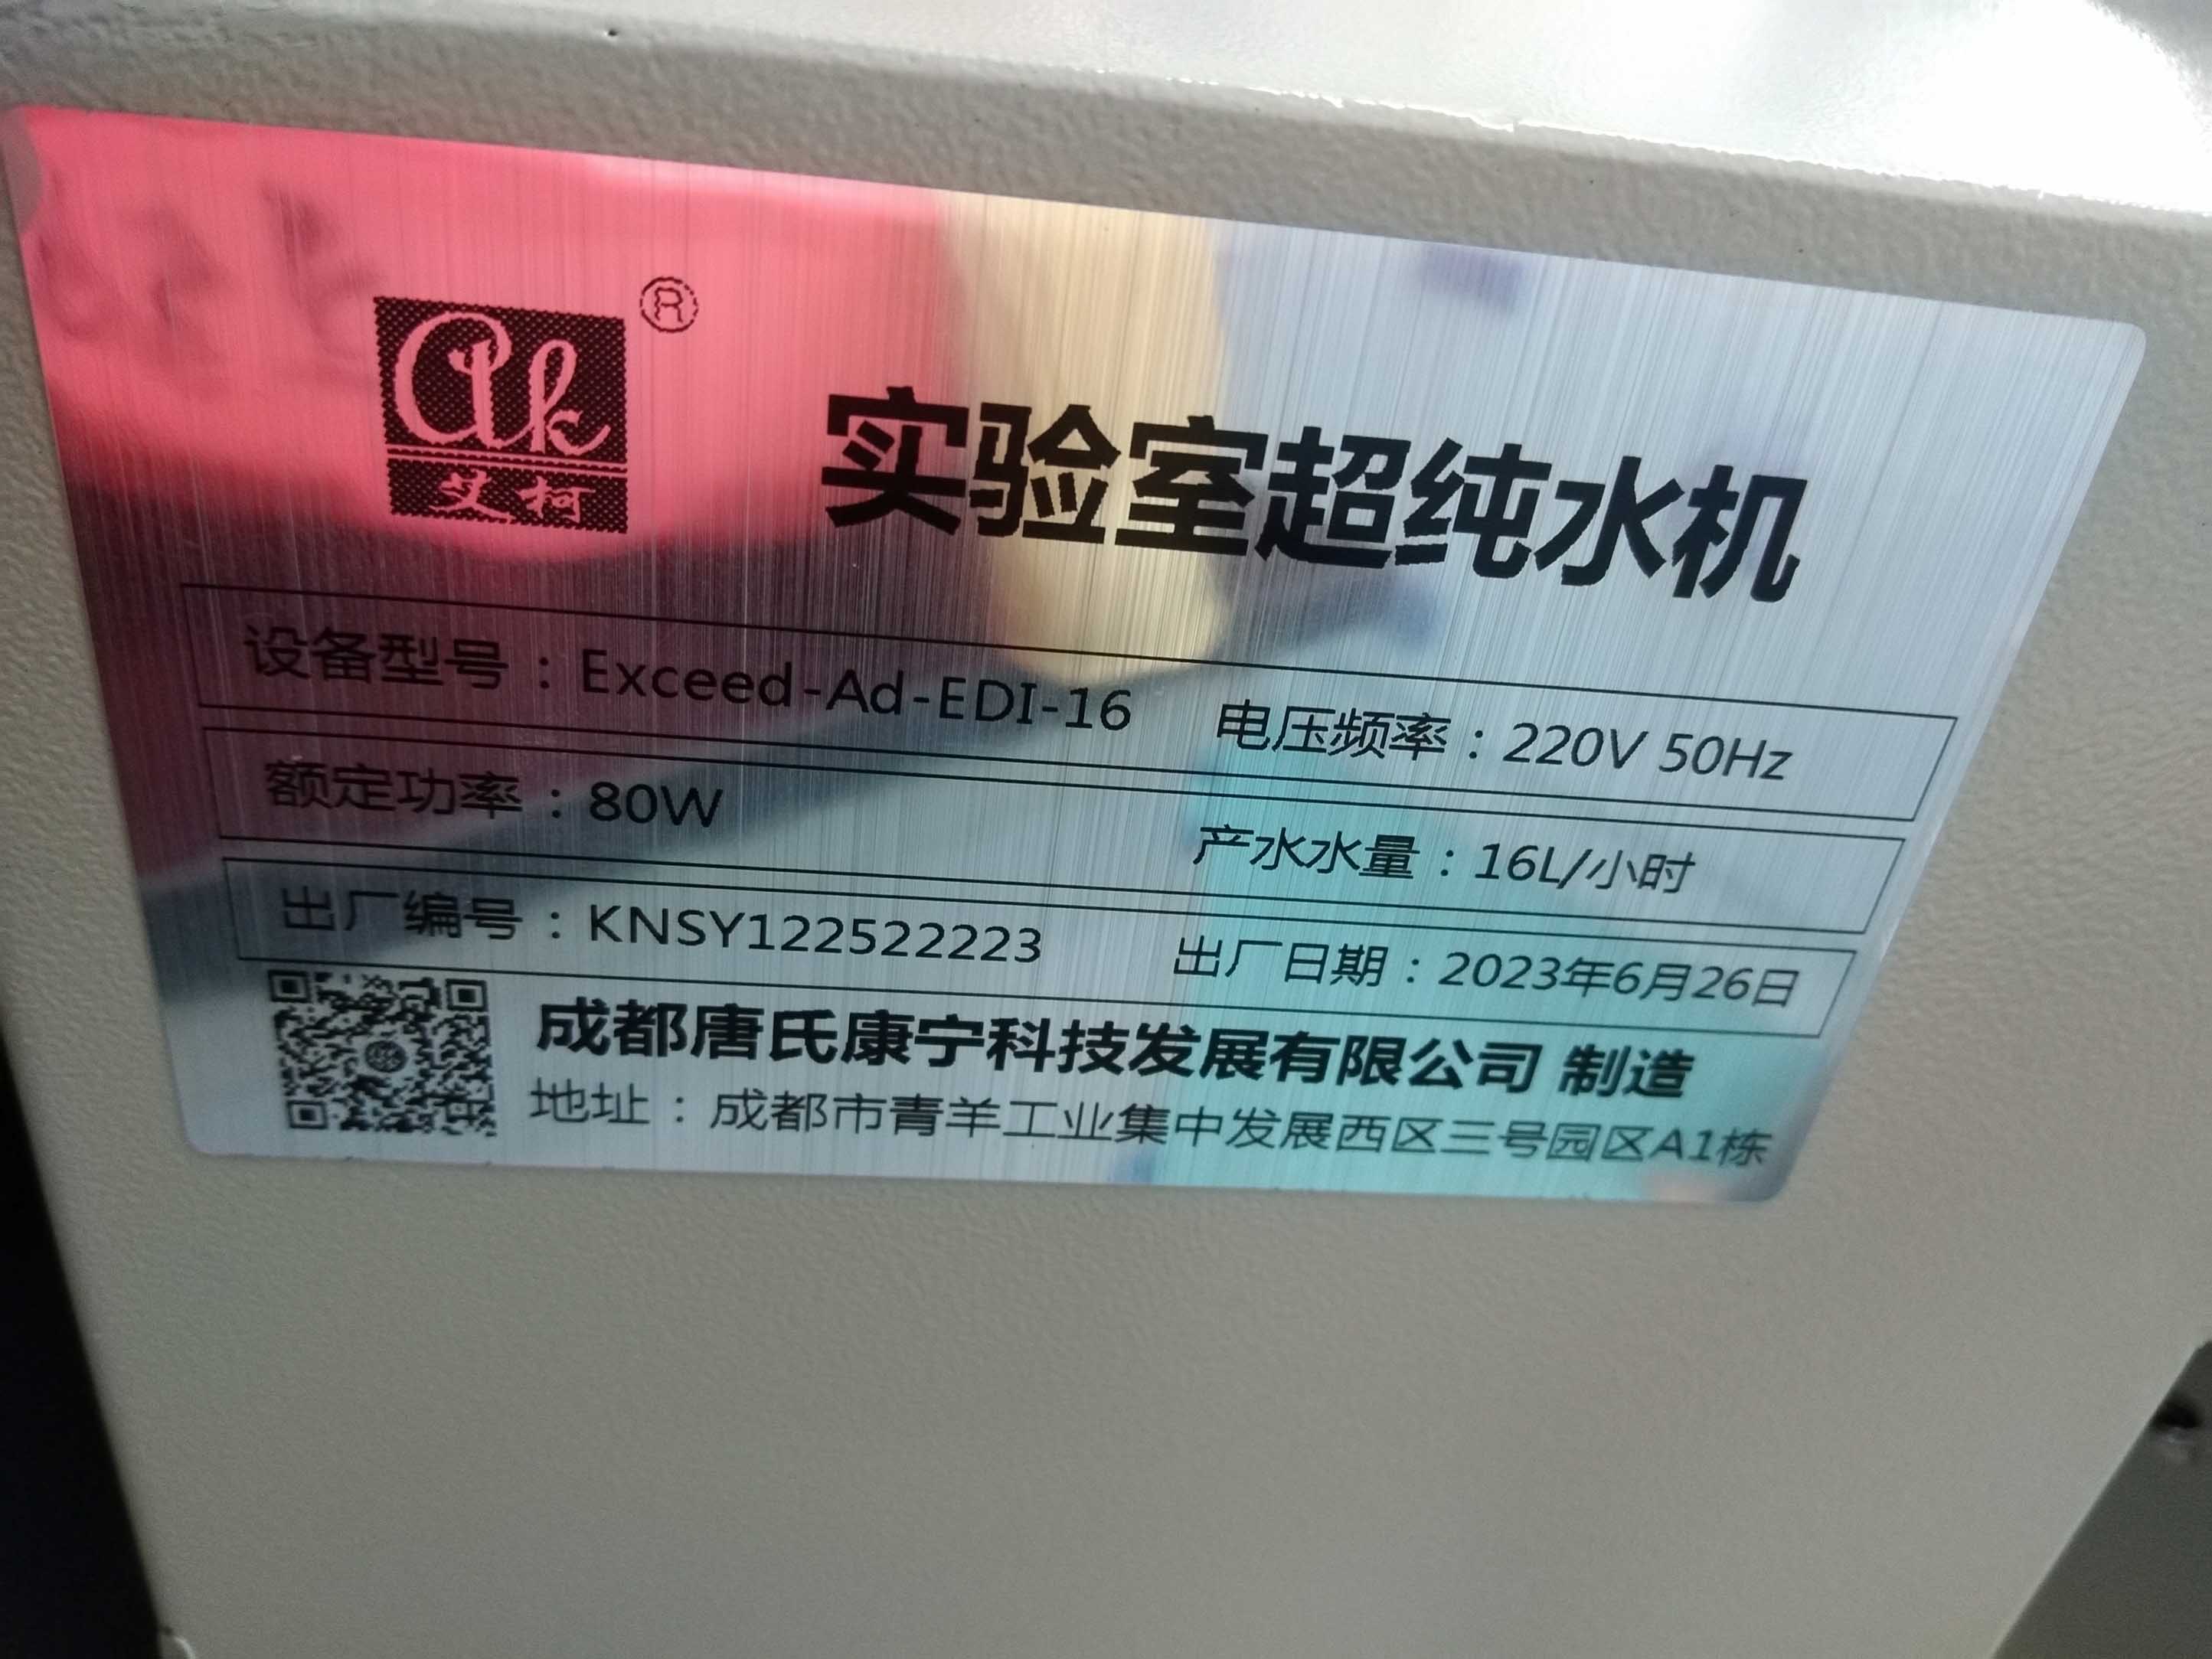 ak ®
艾柯
实验室超纯水机
设备型号：Exceed-Ad-EDI-16 电压频率：220V 50Hz
额定功率：80W 产水水量：16L/小时
出厂编号：KNSY122522223 出厂日期：2023年6月26日
成都唐氏康宁科技发展有限公司 制造
地址：成都市青羊工业集中发展西区三号园区A1栋